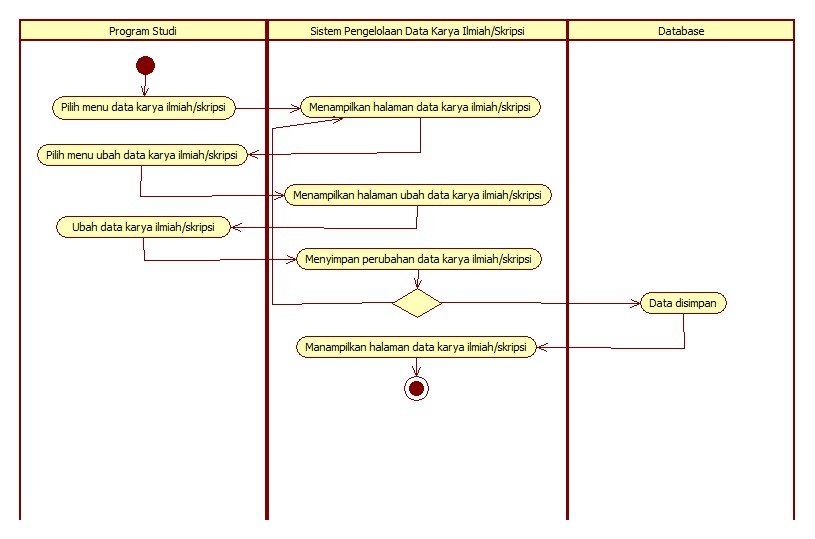 Program Studi
Sistem Pengelolaan Data Karya Ilmiah/Skripsi
Database
Pilih menu data karya ilmiah/skripsi
Menampilkan halaman data karya ilmiah/skripsi
Pilih menu ubah data karya ilmiah/skripsi
Menampilkan halaman ubah data karya ilmiah/skripsi
Ubah data karya ilmiah/skripsi
Menyimpan perubahan data karya ilmiah/skripsi
Data disimpan
Manampilkan halaman data karya ilmiah/skripsi